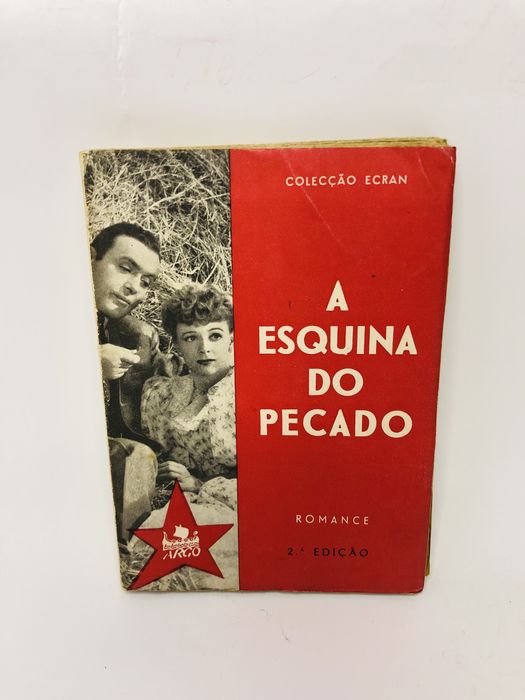 COLECÇÃO ECRAN
A
ESQUINA
DO
PECADO
ROMANCE
2.ª EDIÇÃO
ARGO